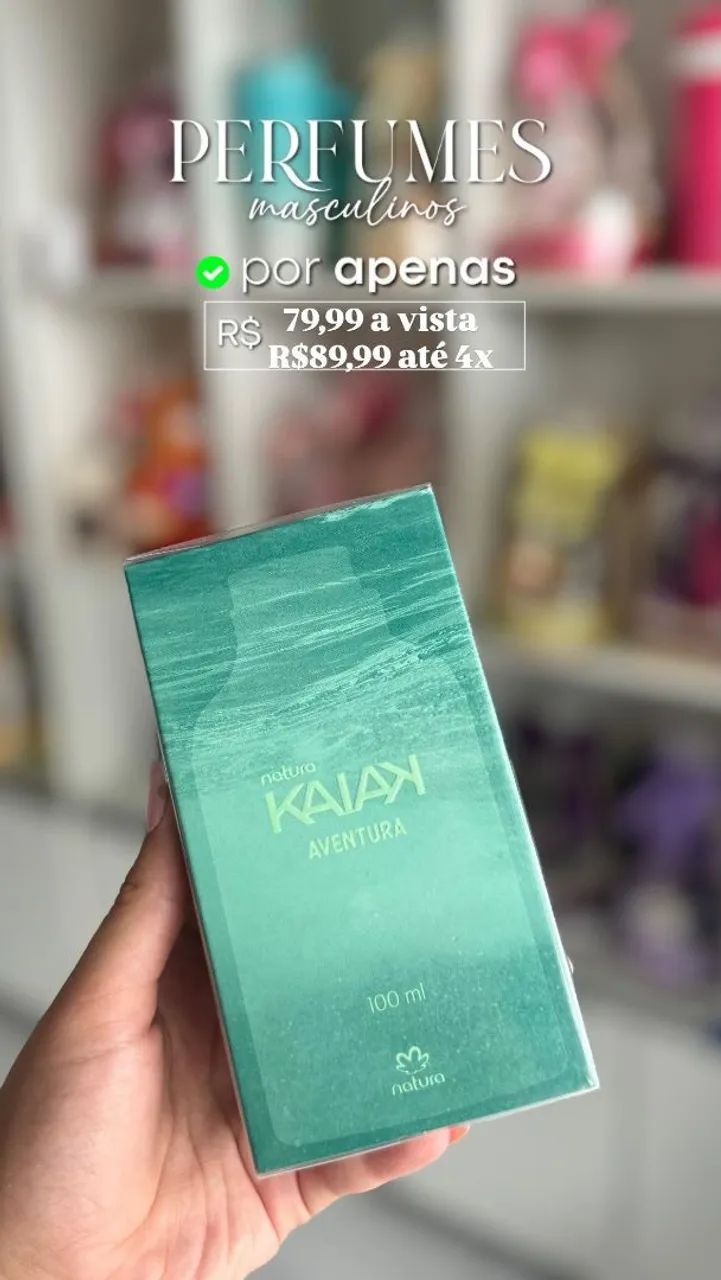 PERFUMES
masculinos
por apenas
R$ 79,99 a vista
R$89,99 até 4x
natura
KAIAK
AVENTURA
100 ml
natura